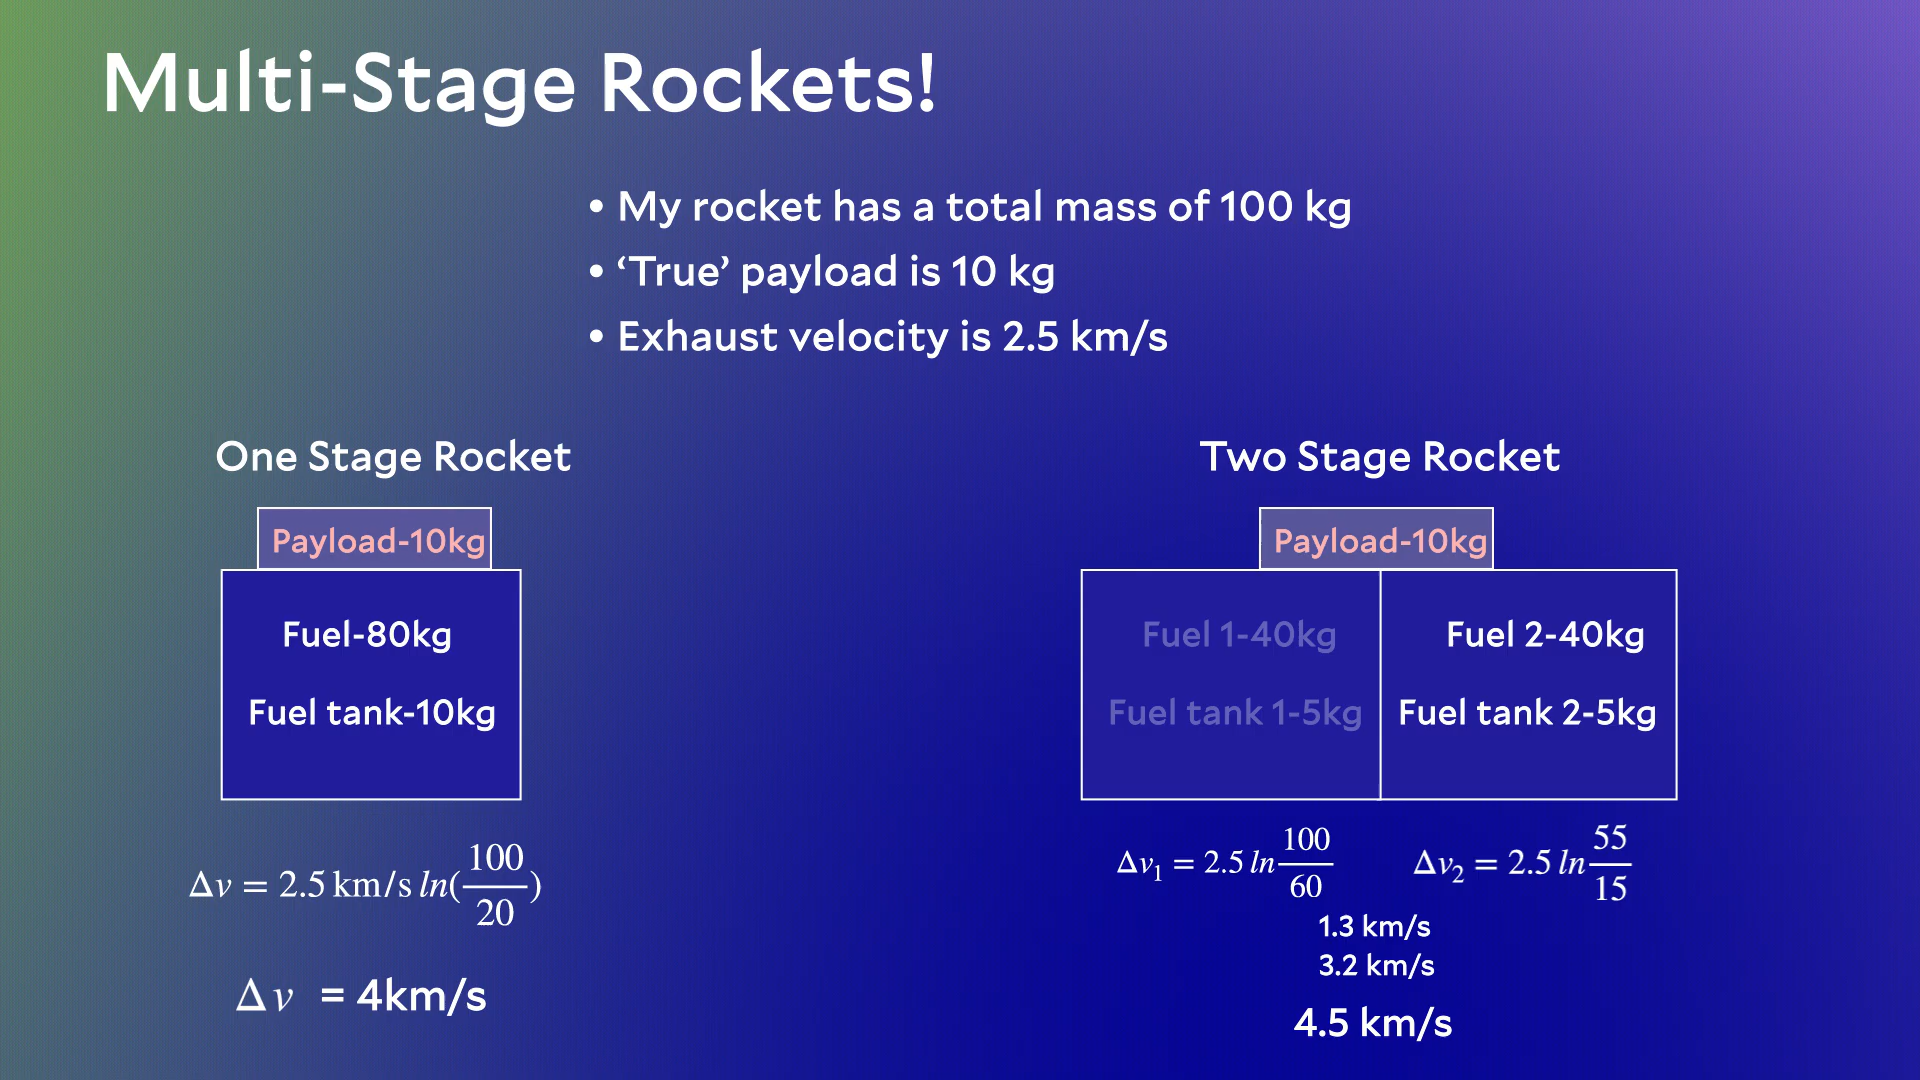 Multi-Stage Rockets!
• My rocket has a total mass of 100 kg
• ‘True’ payload is 10 kg
• Exhaust velocity is 2.5 km/s
One Stage Rocket
Payload-10kg
Fuel-80kg
Fuel tank-10kg
Δv = 2.5 km/s ln(100/20)
Δv = 4km/s
Two Stage Rocket
Payload-10kg
Fuel 1-40kg
Fuel tank 1-5kg
Fuel 2-40kg
Fuel tank 2-5kg
Δv₁ = 2.5 ln 100/60
Δv₂ = 2.5 ln 55/15
1.3 km/s
3.2 km/s
4.5 km/s